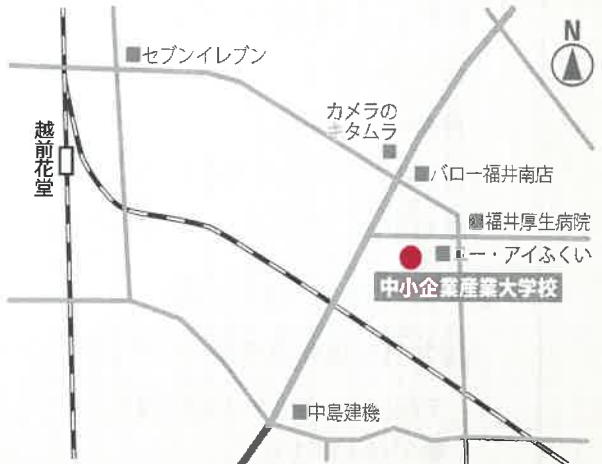 N
セブンイレブン
カメラの
キタムラ
越前花堂
バロー福井南店
福井厚生病院
ユー・アイふくい
中小企業産業大学校
中島建機